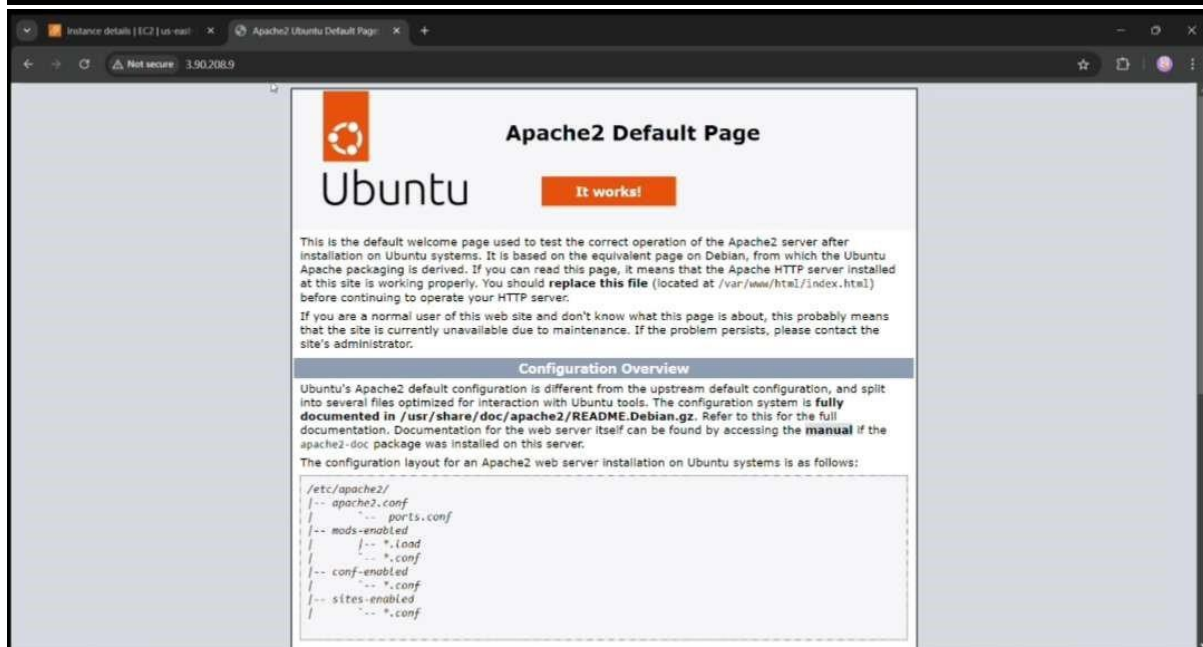 Instance details | EC2 | us-east
Apache2 Ubuntu Default Page:
Not secure 3.90.208.9
Apache2 Default Page
Ubuntu
It works!
This is the default welcome page used to test the correct operation of the Apache2 server after
installation on Ubuntu systems. It is based on the equivalent page on Debian, from which the Ubuntu
Apache packaging is derived. If you can read this page, it means that the Apache HTTP server installed
at this site is working properly. You should replace this file (located at /var/www/html/index.html)
before continuing to operate your HTTP server.
If you are a normal user of this web site and don't know what this page is about, this probably means
that the site is currently unavailable due to maintenance. If the problem persists, please contact the
site's administrator.
Configuration Overview
Ubuntu's Apache2 default configuration is different from the upstream default configuration, and split
into several files optimized for interaction with Ubuntu tools. The configuration system is fully
documented in /usr/share/doc/apache2/README.Debian.gz. Refer to this for the full
documentation. Documentation for the web server itself can be found by accessing the manual if the
apache2-doc package was installed on this server.
The configuration layout for an Apache2 web server installation on Ubuntu systems is as follows:
/etc/apache2/
|-- apache2.conf
|       `--  ports.conf
|-- mods-enabled
|       |-- *.load
|       `-- *.conf
|-- conf-enabled
|       `-- *.conf
|-- sites-enabled
|       `-- *.conf